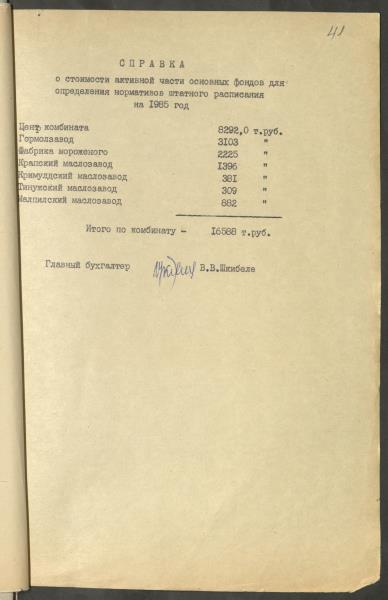 41
СПРАВКА
о стоимости активной части основных фондов для
определения нормативов штатного расписания
на 1985 год
Центр комбината 8292,0 т.руб.
Гормолзавод 3103 "
Фабрика мороженого 2225 "
Крапский маслозавод 1396 "
Кримулдский маслозавод 381 "
Тинужский маслозавод 309 "
Малпилский маслозавод 882 "
Итого по комбинату - 16588 т.руб.
Главный бухгалтер В.В.Шкибеле